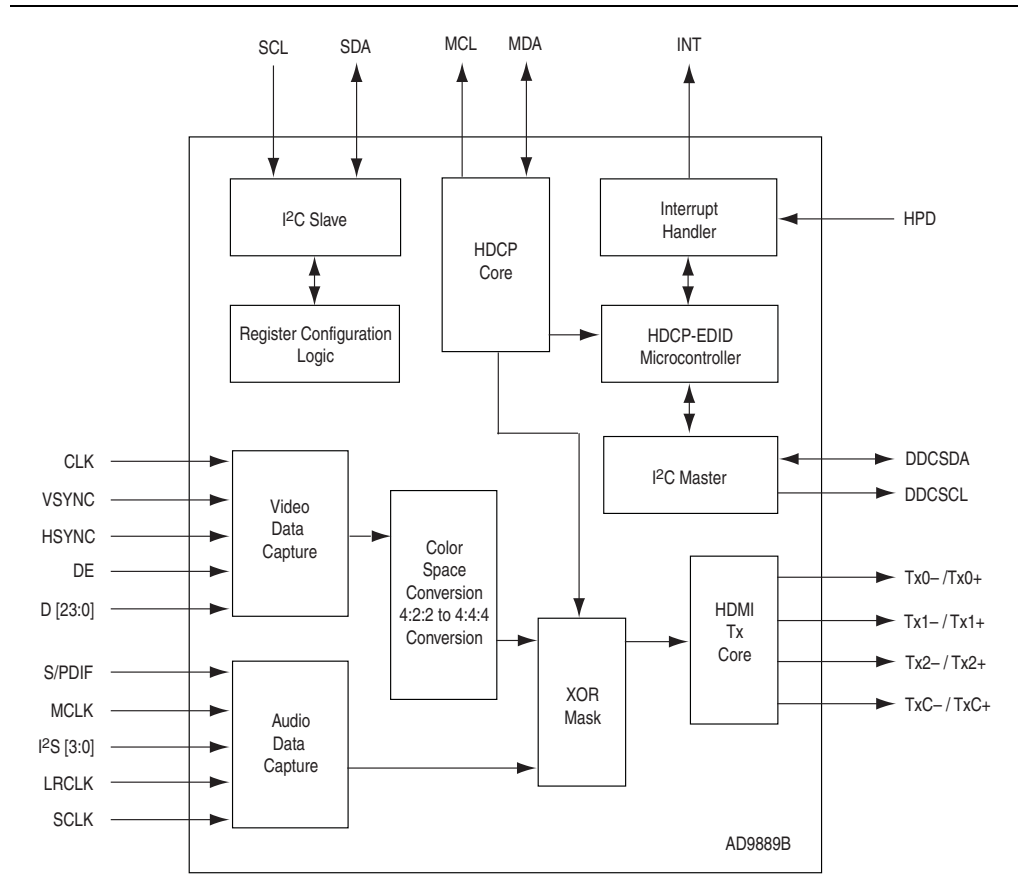 SCL SDA MCL MDA INT
I²C Slave
HDCP
Core
Interrupt
Handler
HPD
Register Configuration
Logic
HDCP-EDID
Microcontroller
I²C Master
DDCSDA
DDCSCL
CLK
VSYNC
HSYNC
DE
D [23:0]
Video
Data
Capture
Color
Space
Conversion
4:2:2 to 4:4:4
Conversion
S/PDIF
MCLK
I²S [3:0]
LRCLK
SCLK
Audio
Data
Capture
XOR
Mask
HDMI
Tx
Core
Tx0– /Tx0+
Tx1– / Tx1+
Tx2– / Tx2+
TxC– / TxC+
AD9889B